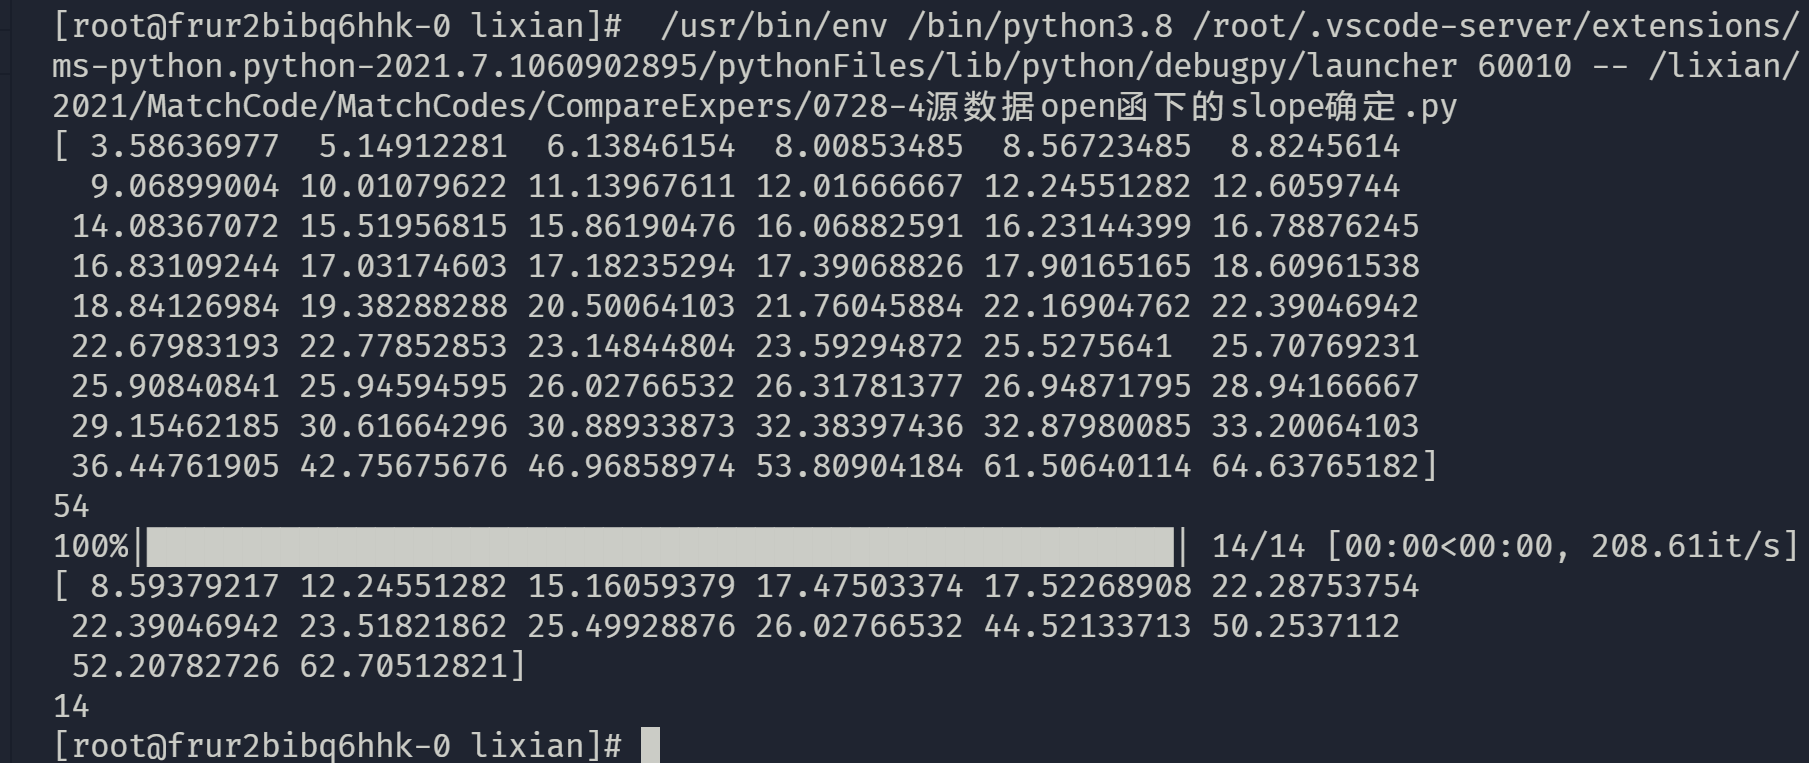 [root@frur2bibq6hhk-0 lixian]#  /usr/bin/env /bin/python3.8 /root/.vscode-server/extensions/
ms-python.python-2021.7.1060902895/pythonFiles/lib/python/debugpy/launcher 60010 -- /lixian/
2021/MatchCode/MatchCodes/CompareExpers/0728-4源数据open函下的slope确定.py
[ 3.58636977  5.14912281  6.13846154  8.00853485  8.56723485  8.8245614
  9.06899004 10.01079622 11.13967611 12.01666667 12.24551282 12.6059744
 14.08367072 15.51956815 15.86190476 16.06882591 16.23144399 16.78876245
 16.83109244 17.03174603 17.18235294 17.39068826 17.90165165 18.60961538
 18.84126984 19.38288288 20.50064103 21.76045884 22.16904762 22.39046942
 22.67983193 22.77852853 23.14844804 23.59294872 25.5275641  25.70769231
 25.90840841 25.94594595 26.02766532 26.31781377 26.94871795 28.94166667
 29.15462185 30.61664296 30.88933873 32.38397436 32.87980085 33.20064103
 36.44761905 42.75675676 46.96858974 53.80904184 61.50640114 64.63765182]
54
100%|██████████████████████████████████████████████████████| 14/14 [00:00<00:00, 208.61it/s]
[ 8.59379217 12.24551282 15.16059379 17.47503374 17.52268908 22.28753754
 22.39046942 23.51821862 25.49928876 26.02766532 44.52133713 50.2537112
 52.20782726 62.70512821]
14
[root@frur2bibq6hhk-0 lixian]#